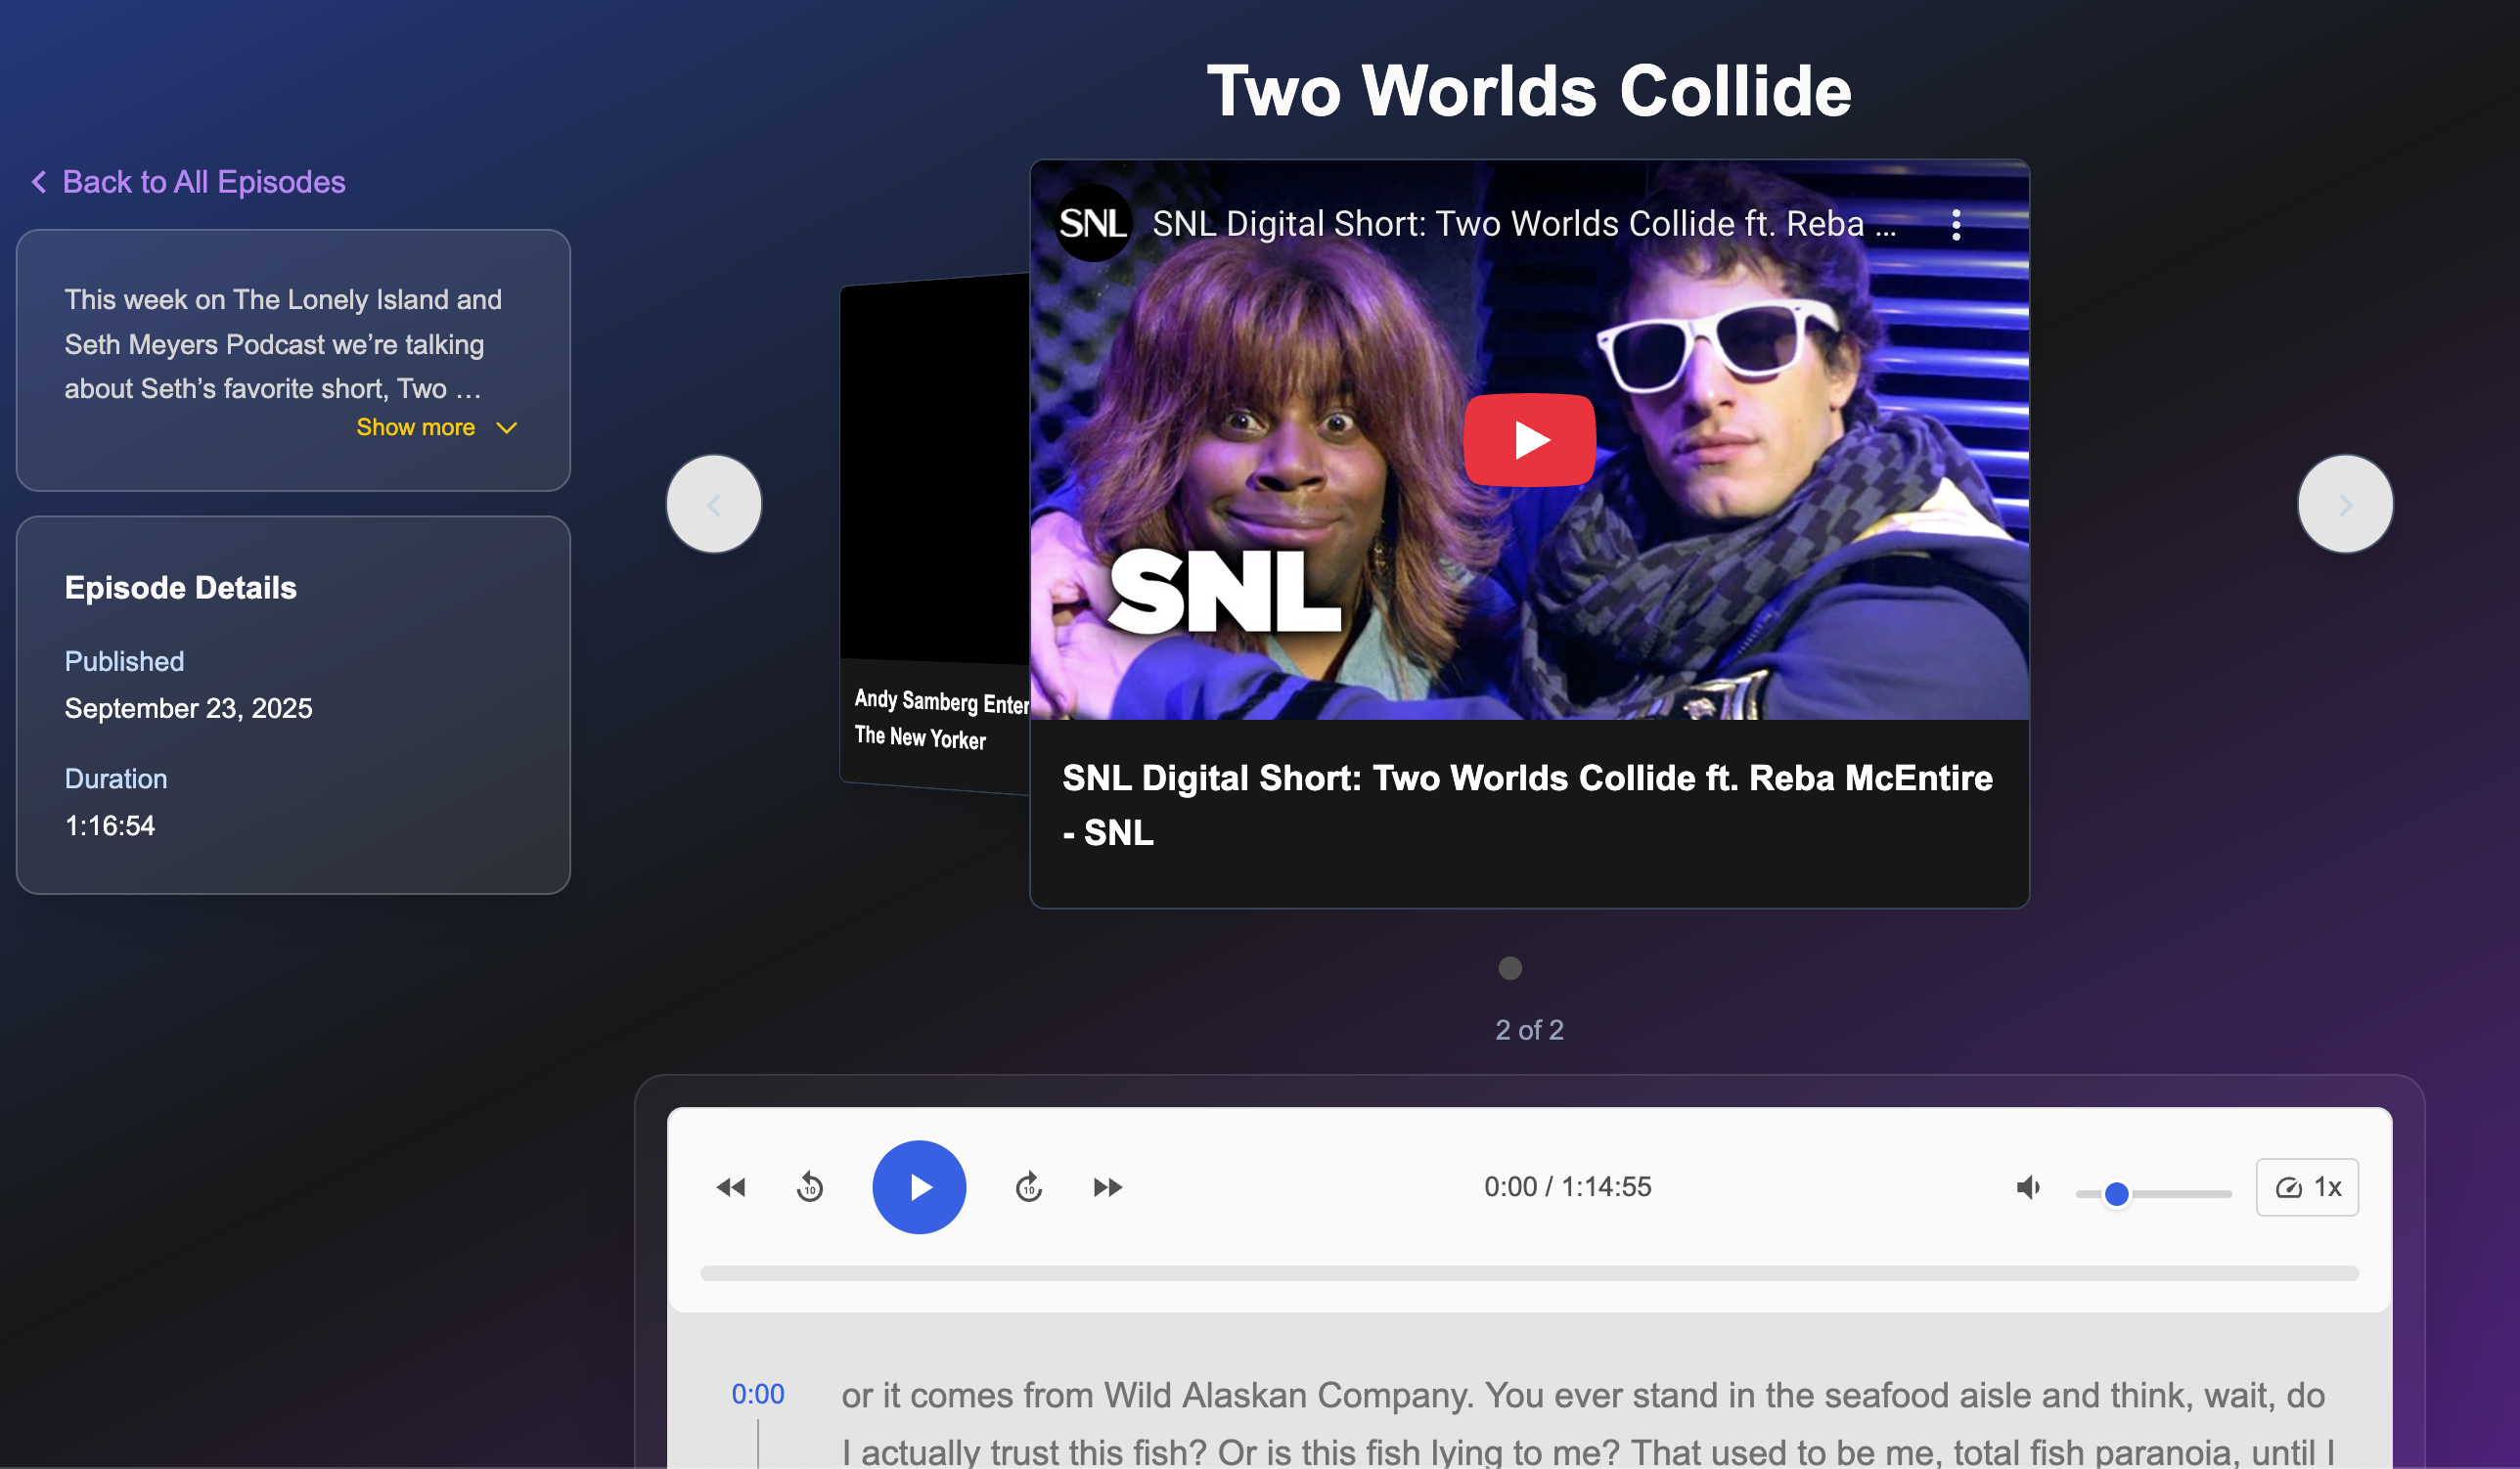 Two Worlds Collide
Back to All Episodes
This week on The Lonely Island and
Seth Meyers Podcast we’re talking
about Seth’s favorite short, Two …
Show more
Episode Details
Published
September 23, 2025
Duration
1:16:54
Andy Samberg Enter
The New Yorker
SNL
SNL Digital Short: Two Worlds Collide ft. Reba ...
SNL
SNL Digital Short: Two Worlds Collide ft. Reba McEntire
- SNL
2 of 2
10
10
0:00 / 1:14:55
1x
0:00
or it comes from Wild Alaskan Company. You ever stand in the seafood aisle and think, wait, do
I actually trust this fish? Or is this fish lying to me? That used to be me, total fish paranoia, until I